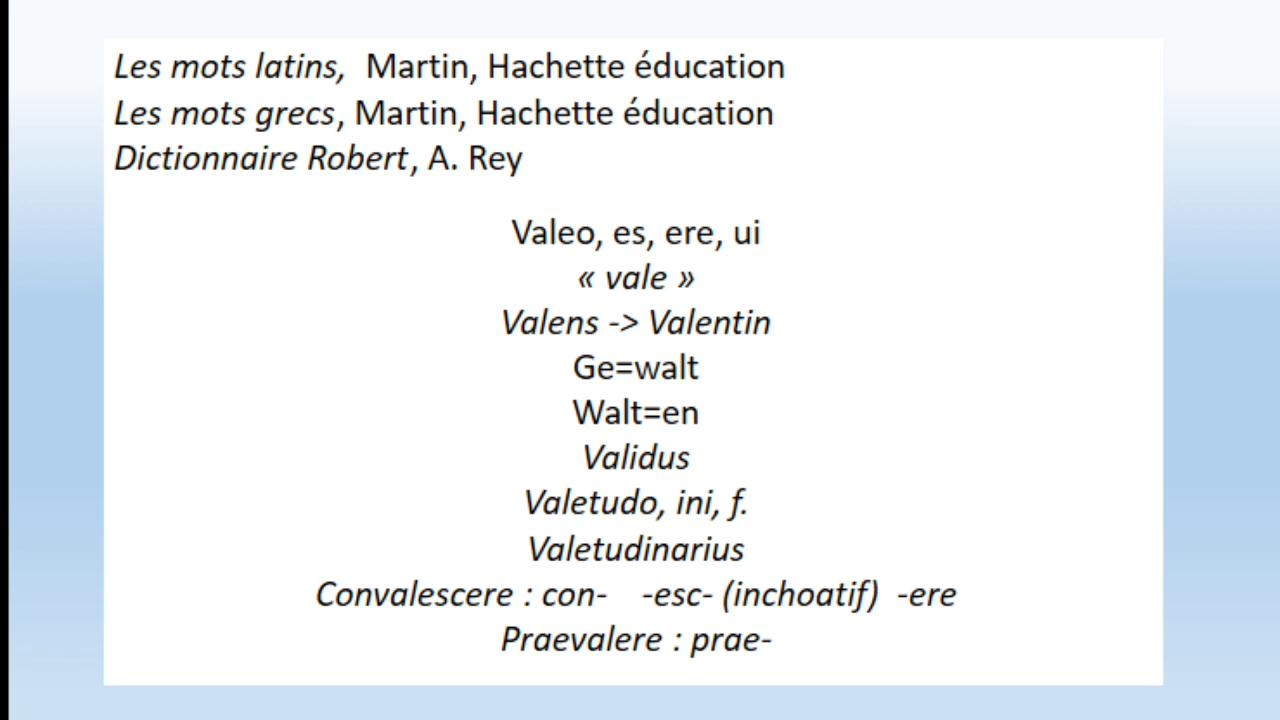 Les mots latins, Martin, Hachette éducation
Les mots grecs, Martin, Hachette éducation
Dictionnaire Robert, A. Rey
Valeo, es, ere, ui
« vale »
Valens -> Valentin
Ge=walt
Walt=en
Validus
Valetudo, ini, f.
Valetudinarius
Convalescere : con- -esc- (inchoatif) -ere
Praevalere : prae-